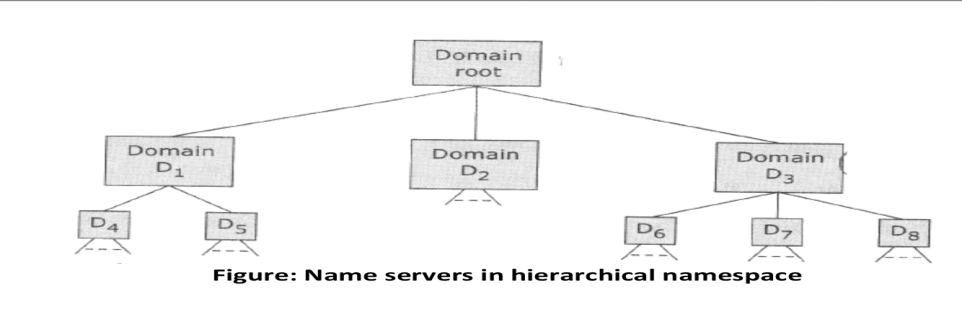 Domain
root
Domain
D₁
Domain
D₂
Domain
D₃
D₄
D₅
D₆
D₇
D₈
Figure: Name servers in hierarchical namespace